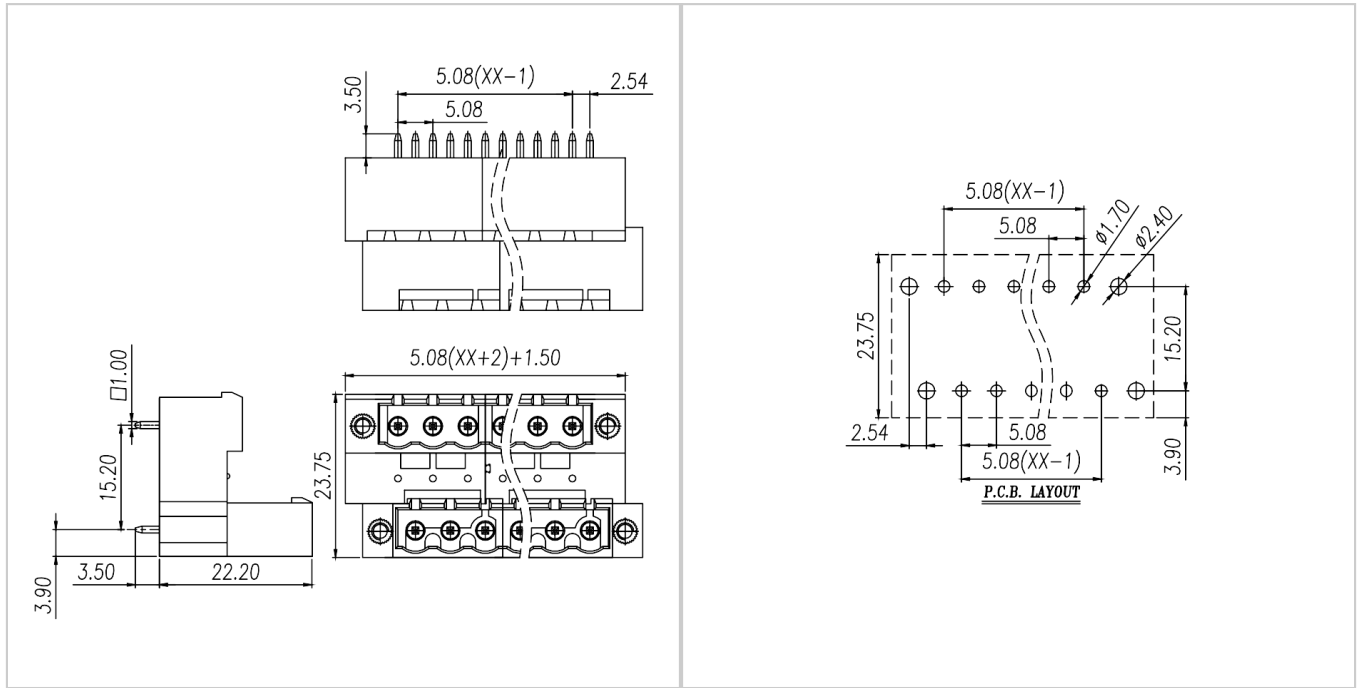 5.08(XX-1)
2.54
3.50
5.08
5.08(XX+2)+1.50
□1.00
15.20
23.75
3.90
3.50
22.20
5.08(XX-1)
5.08
ø1.70
ø2.40
23.75
15.20
2.54
5.08
5.08(XX-1)
3.90
P.C.B. LAYOUT